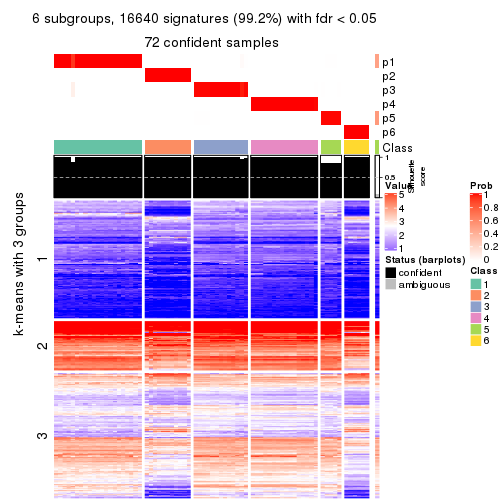 6 subgroups, 16640 signatures (99.2%) with fdr < 0.05
72 confident samples
p1
p2
p3
p4
p5
p6
Class
1
0.5
0
Silhouette
score
k-means with 3 groups
1
2
3
Value
5
4
3
2
1
Status (barplots)
confident
ambiguous
Prob
1
0.8
0.6
0.4
0.2
0
Class
1
2
3
4
5
6